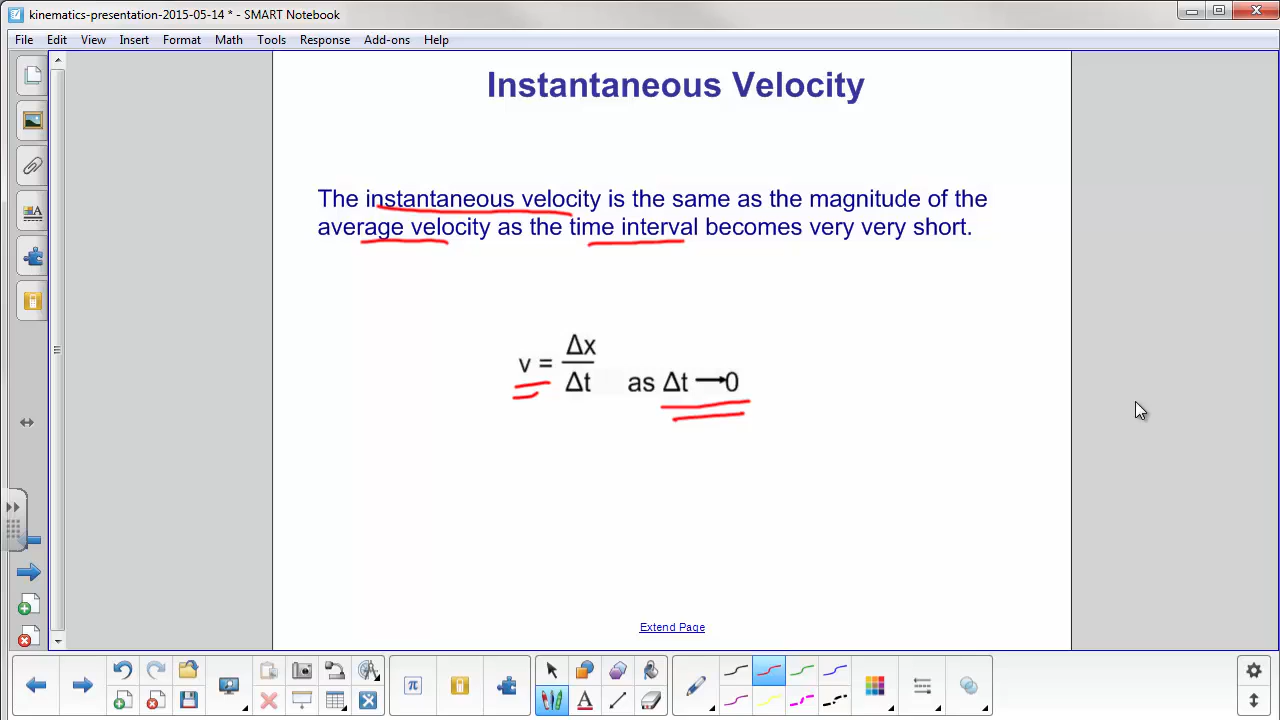 kinematics-presentation-2015-05-14 * - SMART Notebook
File Edit View Insert Format Math Tools Response Add-ons Help
Instantaneous Velocity
The instantaneous velocity is the same as the magnitude of the
average velocity as the time interval becomes very very short.
v = Δx
Δt as Δt → 0
Extend Page
π
A